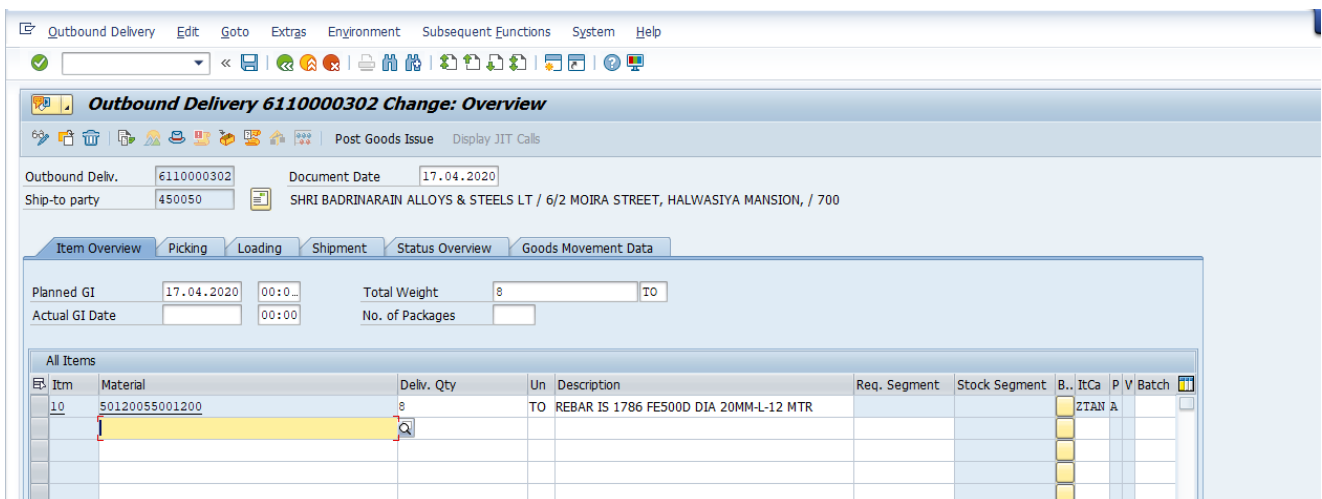 Outbound Delivery Edit Goto Extras Environment Subsequent Functions System Help
Outbound Delivery 6110000302 Change: Overview
Post Goods Issue Display JIT Calls
Outbound Deliv. 6110000302 Document Date 17.04.2020
Ship-to party 450050 SHRI BADRINARAIN ALLOYS & STEELS LT / 6/2 MOIRA STREET, HALWASIYA MANSION, / 700
Item Overview Picking Loading Shipment Status Overview Goods Movement Data
Planned GI 17.04.2020 00:0… Total Weight 8 TO
Actual GI Date 00:00 No. of Packages
All Items
Itm Material Deliv. Qty Un Description Req. Segment Stock Segment B.. ItCa P V Batch
10 50120055001200 8 TO REBAR IS 1786 FE500D DIA 20MM-L-12 MTR ZTAN A